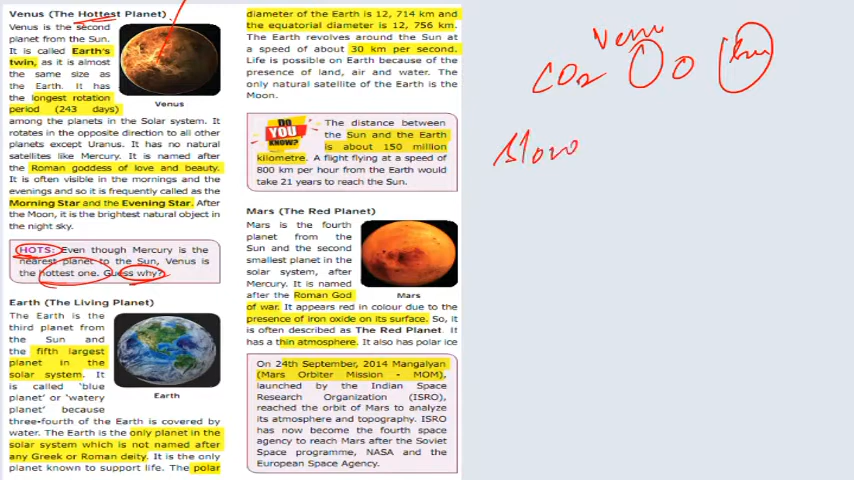 Venus (The Hottest Planet)
Venus is the second
planet from the Sun.
It is called Earth's
twin, as it is almost
the same size as
the Earth. It has
the longest rotation
period (243 days)
among the planets in the Solar system. It
rotates in the opposite direction to all other
planets except Uranus. It has no natural
satellites like Mercury. It is named after
the Roman goddess of love and beauty.
It is often visible in the mornings and the
evenings and so it is frequently called as the
Morning Star and the Evening Star. After
the Moon, it is the brightest natural object in
the night sky.
Venus
HOTS: Even though Mercury is the
nearest planet to the Sun, Venus is
the hottest one. Guess why?
Earth (The Living Planet)
The Earth is the
third planet from
the Sun and
the fifth largest
planet in the
solar system. It
is called 'blue
planet' or 'watery
planet' because
three-fourth of the Earth is covered by
water. The Earth is the only planet in the
solar system which is not named after
any Greek or Roman deity. It is the only
planet known to support life. The polar
Earth
diameter of the Earth is 12, 714 km and
the equatorial diameter is 12, 756 km.
The Earth revolves around the Sun at
a speed of about 30 km per second.
Life is possible on Earth because of the
presence of land, air and water. The
only natural satellite of the Earth is the
Moon.
DO
YOU
KNOW?
The distance between
the Sun and the Earth
is about 150 million
kilometre. A flight flying at a speed of
800 km per hour from the Earth would
take 21 years to reach the Sun.
Mars (The Red Planet)
Mars is the fourth
planet from the
Sun and the second
smallest planet in the
solar system, after
Mercury. It is named
after the Roman God
of war. It appears red in colour due to the
presence of iron oxide on its surface. So, it
is often described as The Red Planet. It
has a thin atmosphere. It also has polar ice
Mars
On 24th September, 2014 Mangalyan
(Mars Orbiter Mission - MOM),
launched by the Indian Space
Research Organization (ISRO),
reached the orbit of Mars to analyze
its atmosphere and topography. ISRO
has now become the fourth space
agency to reach Mars after the Soviet
Space programme, NASA and the
European Space Agency.
Venu
CO2